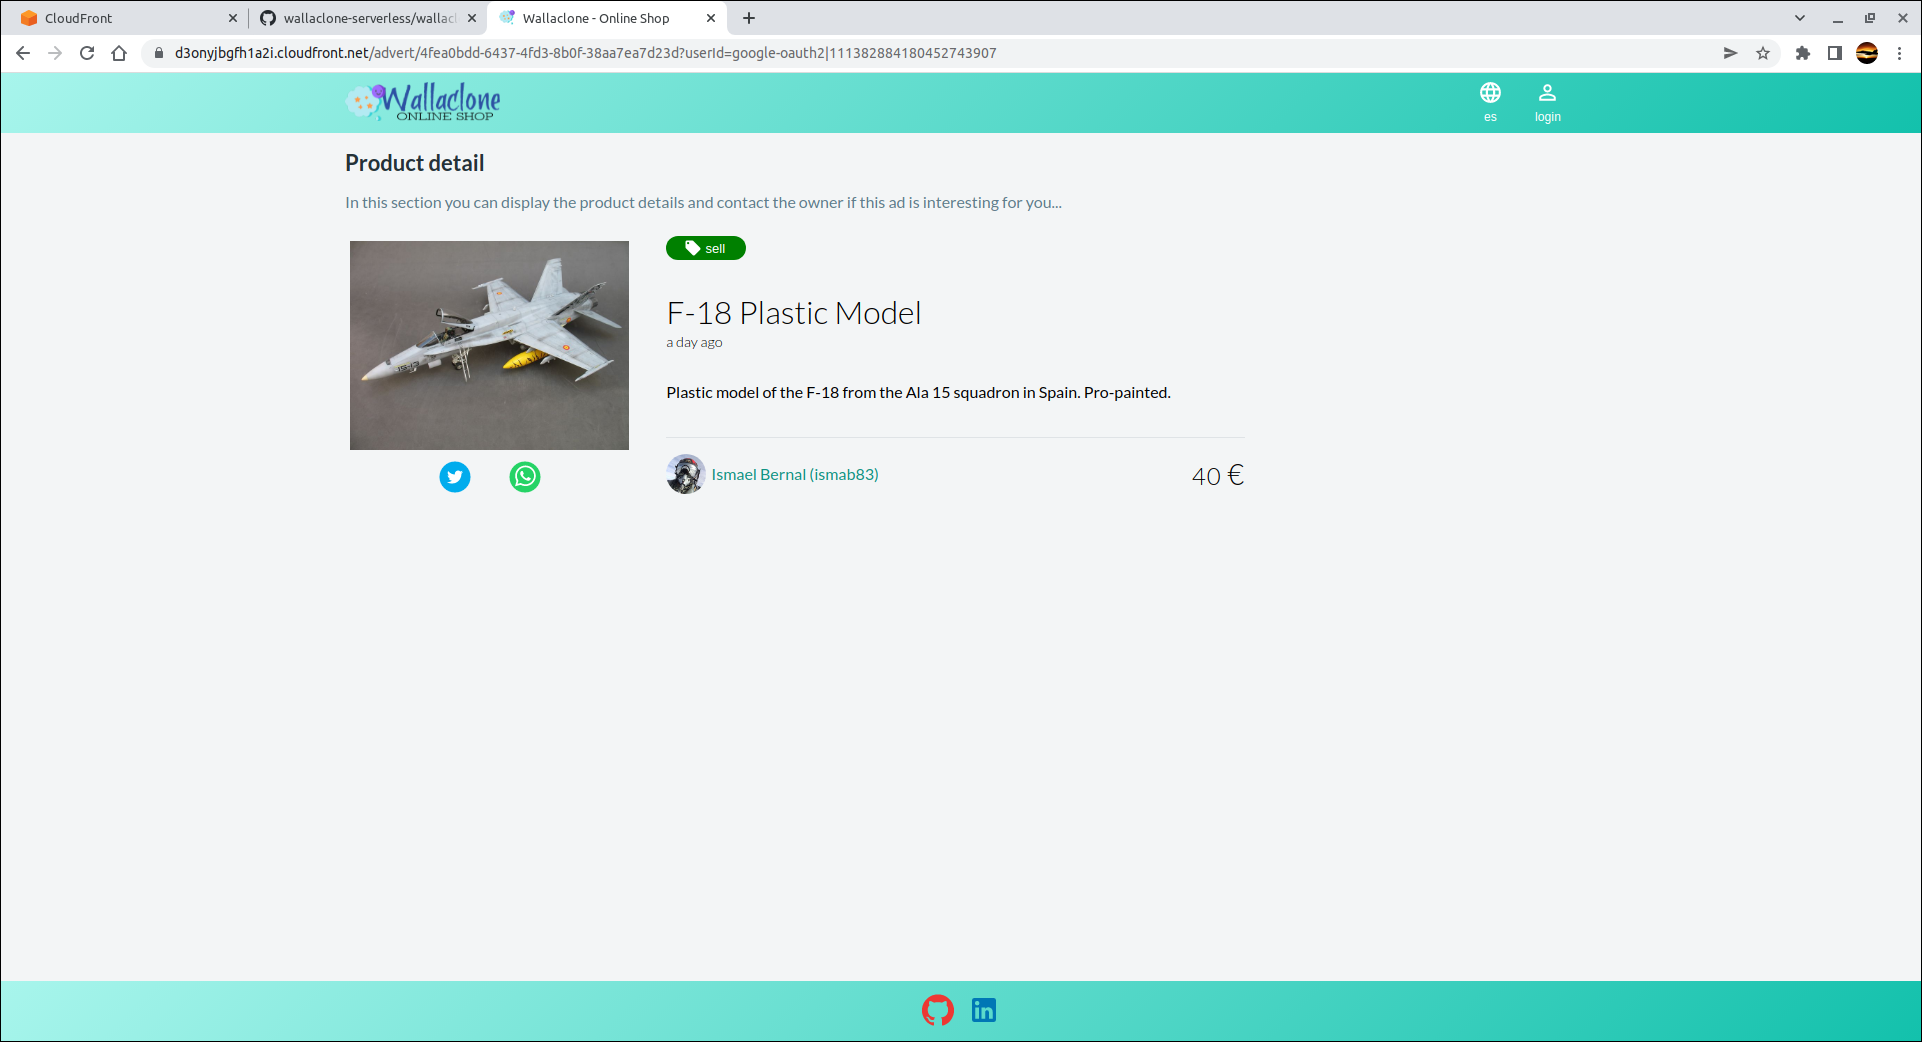 CloudFront
wallaclone-serverless/wallac
Wallaclone - Online Shop
d3onyjbgfh1a2i.cloudfront.net/advert/4fea0bdd-6437-4fd3-8b0f-38aa7ea7d23d?userId=google-oauth2|111382884180452743907
Wallaclone
ONLINE SHOP
es
login
Product detail
In this section you can display the product details and contact the owner if this ad is interesting for you...
sell
F-18 Plastic Model
a day ago
Plastic model of the F-18 from the Ala 15 squadron in Spain. Pro-painted.
Ismael Bernal (ismab83)
40 €
in